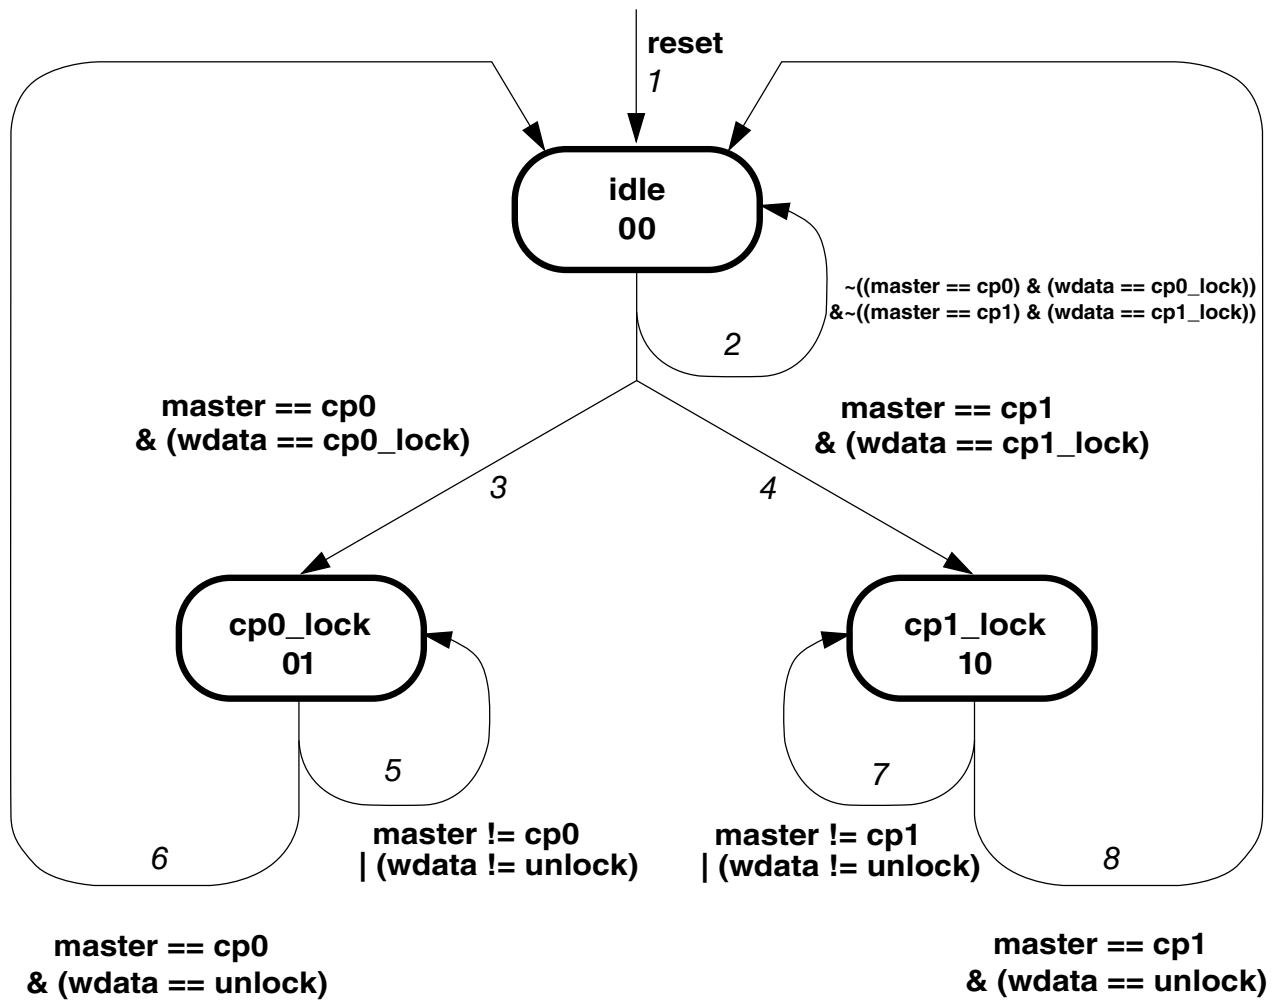 reset
1
idle
00
~((master == cp0) & (wdata == cp0_lock))
&~((master == cp1) & (wdata == cp1_lock))
2
master == cp0
& (wdata == cp0_lock)
master == cp1
& (wdata == cp1_lock)
3
4
cp0_lock
01
cp1_lock
10
5
7
master != cp0
| (wdata != unlock)
master != cp1
| (wdata != unlock)
6
8
master == cp0
& (wdata == unlock)
master == cp1
& (wdata == unlock)